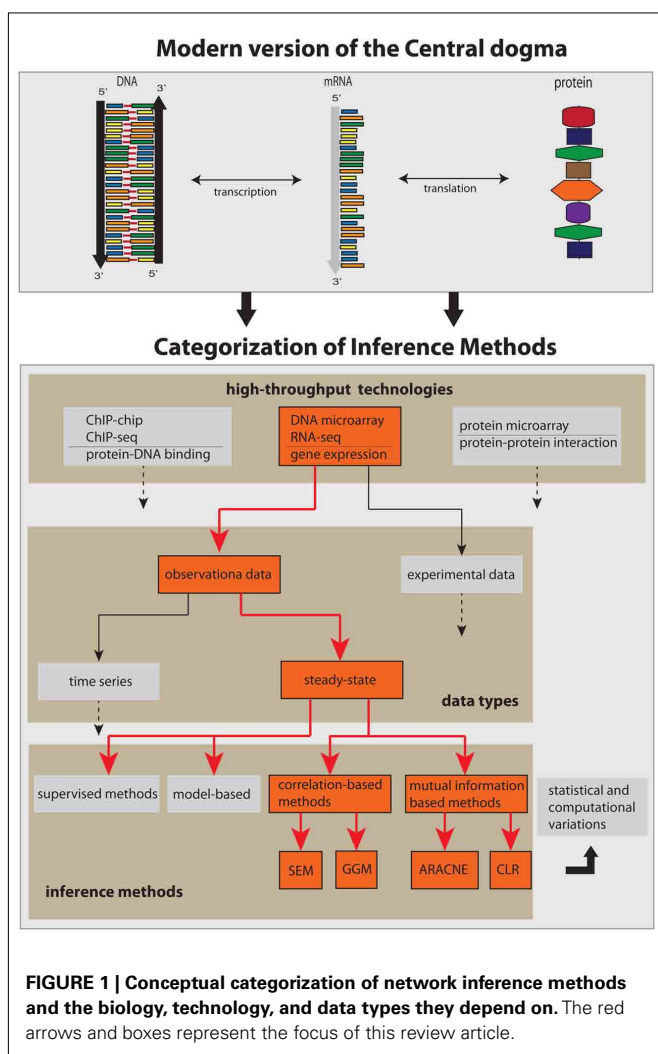 Modern version of the Central dogma
DNA
mRNA
protein
5'
3'
5'
transcription
translation
3'
5'
3'
Categorization of Inference Methods
high-throughput technologies
ChIP-chip
ChIP-seq
protein-DNA binding
DNA microarray
RNA-seq
gene expression
protein microarray
protein-protein interaction
observationa data
experimental data
time series
steady-state
data types
supervised methods
model-based
correlation-based
methods
mutual information
based methods
statistical and
computational
variations
SEM
GGM
ARACNE
CLR
inference methods
FIGURE 1 | Conceptual categorization of network inference methods
and the biology, technology, and data types they depend on. The red
arrows and boxes represent the focus of this review article.